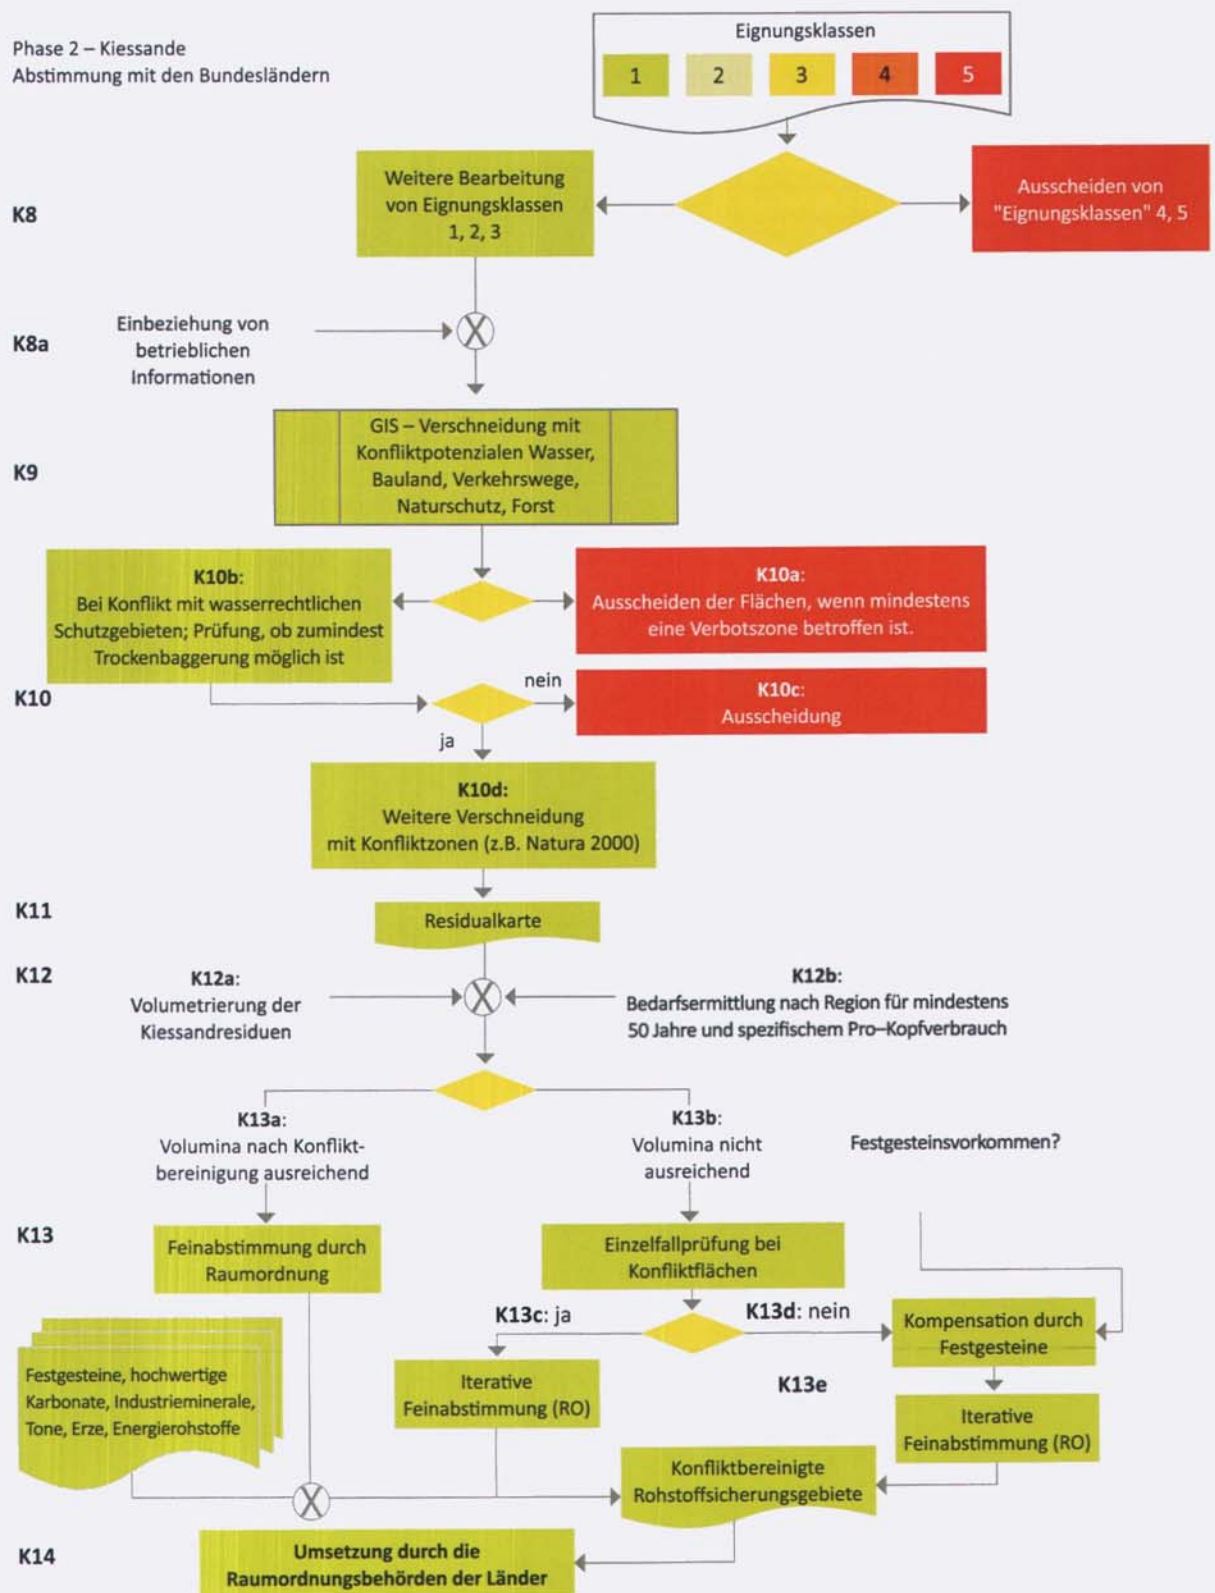 Phase 2 – Kiessande
Abstimmung mit den Bundesländern
Eignungsklassen
1 2 3 4 5
K8
Weitere Bearbeitung
von Eignungsklassen
1, 2, 3
Ausscheiden von
"Eignungsklassen" 4, 5
K8a
Einbeziehung von
betrieblichen
Informationen
X
K9
GIS – Verschneidung mit
Konfliktpotenzialen Wasser,
Bauland, Verkehrswege,
Naturschutz, Forst
K10b:
Bei Konflikt mit wasserrechtlichen
Schutzgebieten; Prüfung, ob zumindest
Trockenbaggerung möglich ist
K10a:
Ausscheiden der Flächen, wenn mindestens
eine Verbotszone betroffen ist.
K10
nein
K10c:
Ausscheidung
ja
K10d:
Weitere Verschneidung
mit Konfliktzonen (z.B. Natura 2000)
K11
Residualkarte
K12
K12a:
Volumetrierung der
Kiessandresiduen
X
K12b:
Bedarfsermittlung nach Region für mindestens
50 Jahre und spezifischem Pro–Kopfverbrauch
K13a:
Volumina nach Konflikt-
bereinigung ausreichend
K13b:
Volumina nicht
ausreichend
Festgesteinsvorkommen?
K13
Feinabstimmung durch
Raumordnung
Einzelfallprüfung bei
Konfliktflächen
K13c: ja
K13d: nein
Kompensation durch
Festgesteine
Festgesteine, hochwertige
Karbonate, Industrieminerale,
Tone, Erze, Energierohstoffe
Iterative
Feinabstimmung (RO)
K13e
Iterative
Feinabstimmung (RO)
X
Konfliktbereinigte
Rohstoffsicherungsgebiete
K14
Umsetzung durch die
Raumordnungsbehörden der Länder